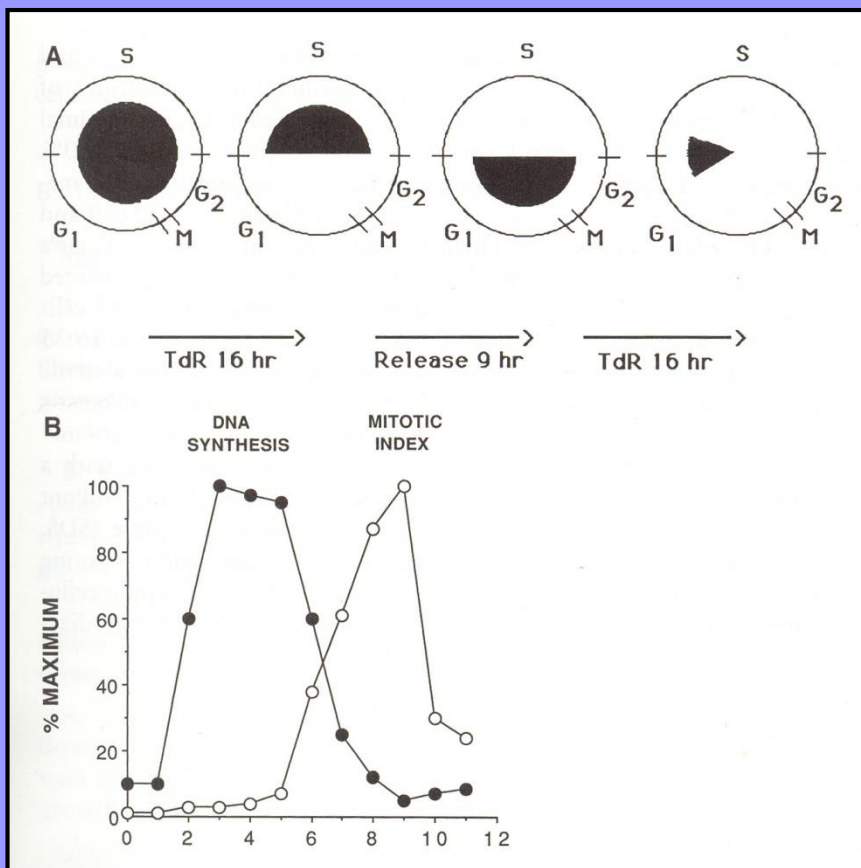 A
S S S S
G2 G2 G2 G2
G1 M G1 M G1 M G1 M
TdR 16 hr Release 9 hr TdR 16 hr
B
DNA MITOTIC
SYNTHESIS INDEX
% MAXIMUM
100
80
60
40
20
0
0 2 4 6 8 10 12